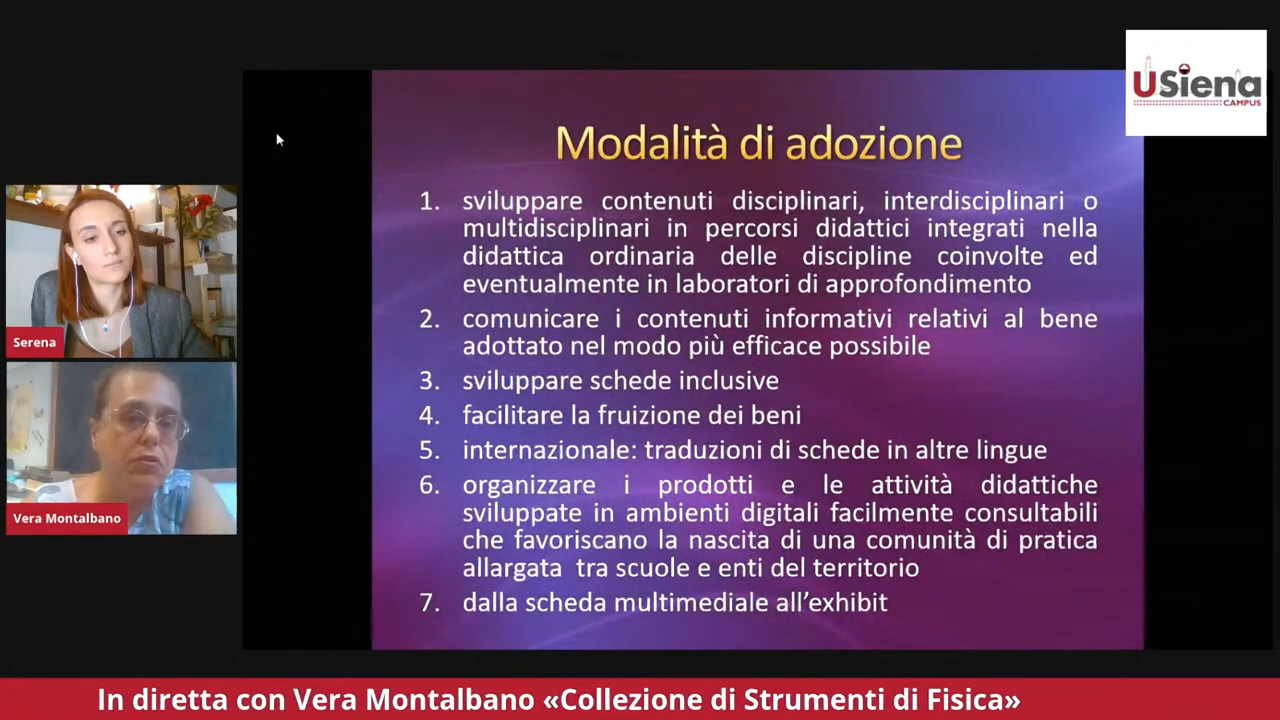 USiena
CAMPUS
Modalità di adozione
1. sviluppare contenuti disciplinari, interdisciplinari o
multidisciplinari in percorsi didattici integrati nella
didattica ordinaria delle discipline coinvolte ed
eventualmente in laboratori di approfondimento
2. comunicare i contenuti informativi relativi al bene
adottato nel modo più efficace possibile
3. sviluppare schede inclusive
4. facilitare la fruizione dei beni
5. internazionale: traduzioni di schede in altre lingue
6. organizzare i prodotti e le attività didattiche
sviluppate in ambienti digitali facilmente consultabili
che favoriscano la nascita di una comunità di pratica
allargata tra scuole e enti del territorio
7. dalla scheda multimediale all’exhibit
Serena
Vera Montalbano
In diretta con Vera Montalbano «Collezione di Strumenti di Fisica»